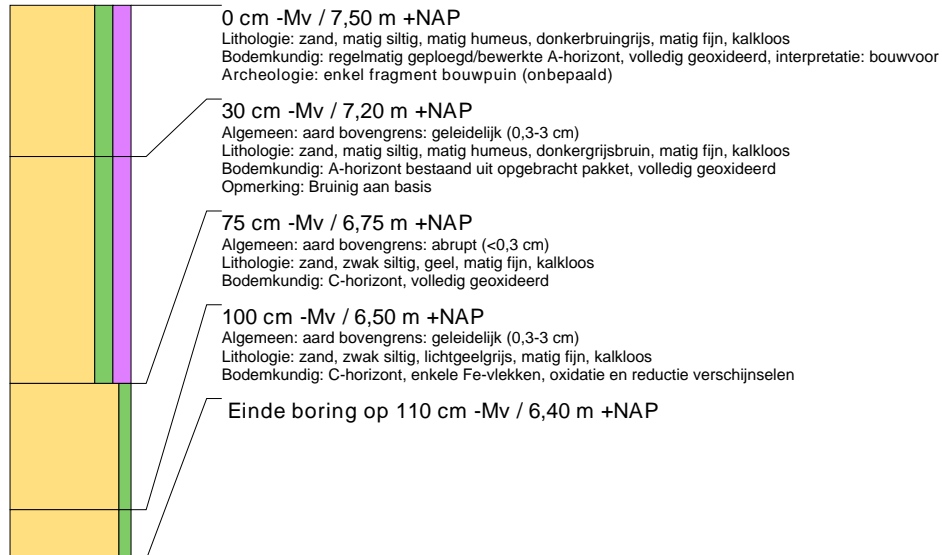 0 cm -Mv / 7,50 m +NAP
Lithologie: zand, matig siltig, matig humeus, donkerbruingrijs, matig fijn, kalkloos
Bodemkundig: regelmatig geploegd/bewerkte A-horizont, volledig geoxideerd, interpretatie: bouwvoor
Archeologie: enkel fragment bouwpuin (onbepaald)
30 cm -Mv / 7,20 m +NAP
Algemeen: aard bovengrens: geleidelijk (0,3-3 cm)
Lithologie: zand, matig siltig, matig humeus, donkergrijsbruin, matig fijn, kalkloos
Bodemkundig: A-horizont bestaand uit opgebracht pakket, volledig geoxideerd
Opmerking: Bruinig aan basis
75 cm -Mv / 6,75 m +NAP
Algemeen: aard bovengrens: abrupt (<0,3 cm)
Lithologie: zand, zwak siltig, geel, matig fijn, kalkloos
Bodemkundig: C-horizont, volledig geoxideerd
100 cm -Mv / 6,50 m +NAP
Algemeen: aard bovengrens: geleidelijk (0,3-3 cm)
Lithologie: zand, zwak siltig, lichtgeelgrijs, matig fijn, kalkloos
Bodemkundig: C-horizont, enkele Fe-vlekken, oxidatie en reductie verschijnselen
Einde boring op 110 cm -Mv / 6,40 m +NAP